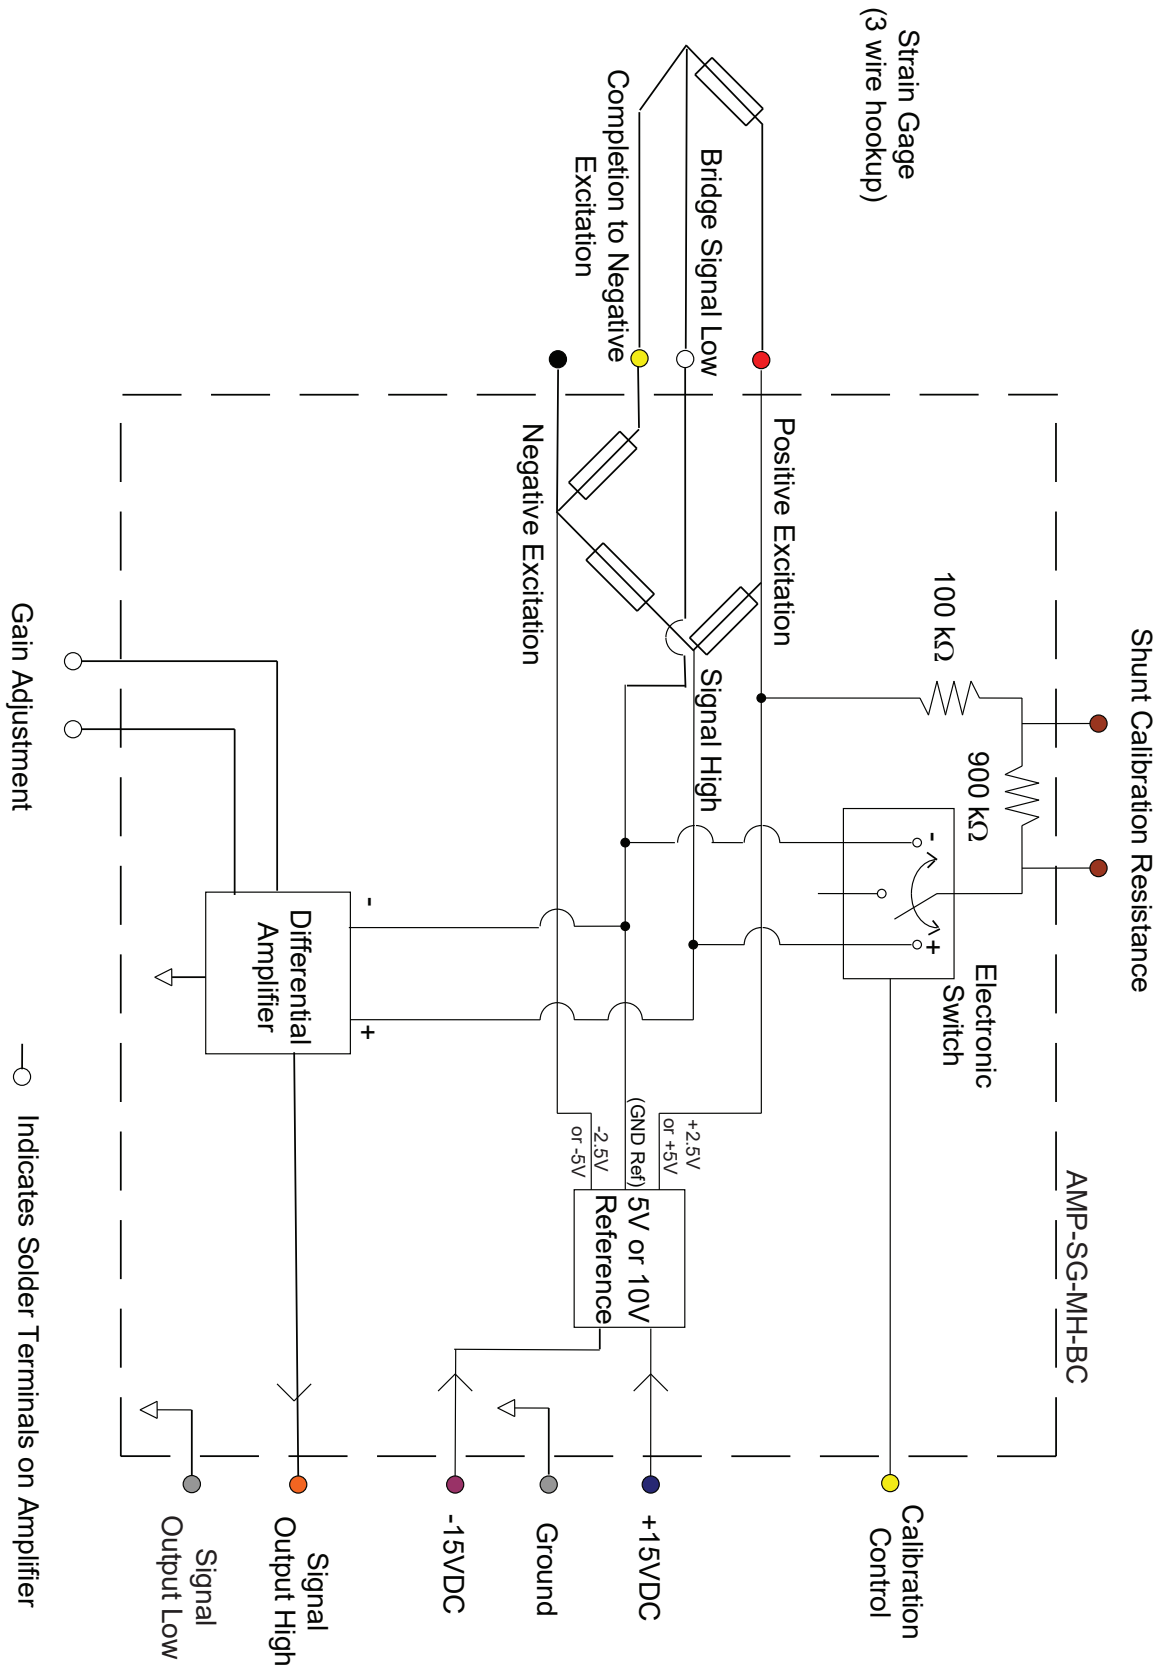 Shunt Calibration Resistance
AMP-SG-MH-BC
Strain Gage
(3 wire hookup)
100 kΩ
900 kΩ
Electronic
Switch
-
+
Calibration
Control
Positive Excitation
Bridge Signal Low
Signal High
+2.5V
or +5V
(GND Ref)
-2.5V
or -5V
5V or 10V
Reference
+15VDC
Completion to Negative
Excitation
Negative Excitation
Ground
-15VDC
-
+
Differential
Amplifier
Signal
Output High
Signal
Output Low
Gain Adjustment
Indicates Solder Terminals on Amplifier